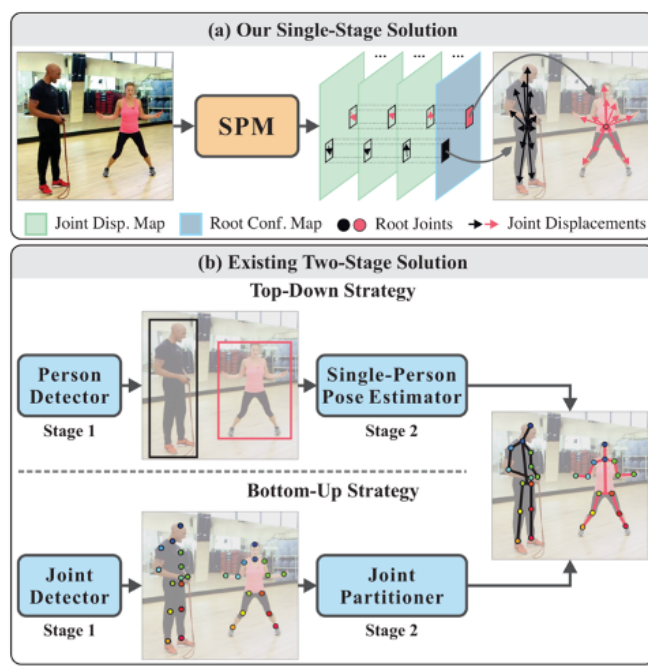 (a) Our Single-Stage Solution
... ... ...
SPM
Joint Disp. Map Root Conf. Map Root Joints Joint Displacements
(b) Existing Two-Stage Solution
Top-Down Strategy
Person
Detector
Stage 1
Single-Person
Pose Estimator
Stage 2
Bottom-Up Strategy
Joint
Detector
Stage 1
Joint
Partitioner
Stage 2